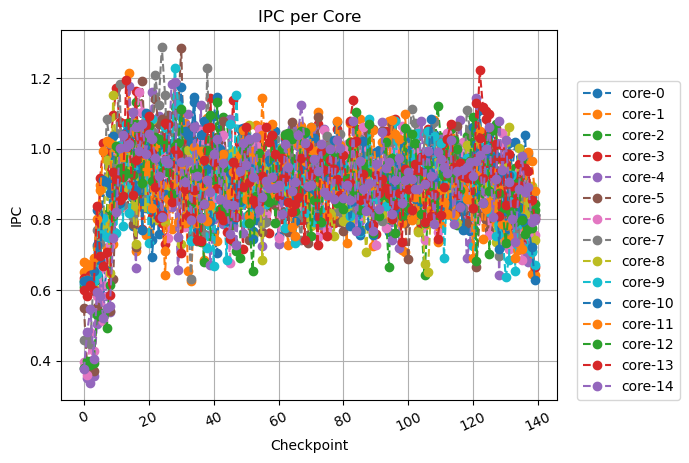 IPC per Core
IPC
1.2
1.0
0.8
0.6
0.4
0
20
40
60
80
100
120
140
Checkpoint
core-0
core-1
core-2
core-3
core-4
core-5
core-6
core-7
core-8
core-9
core-10
core-11
core-12
core-13
core-14